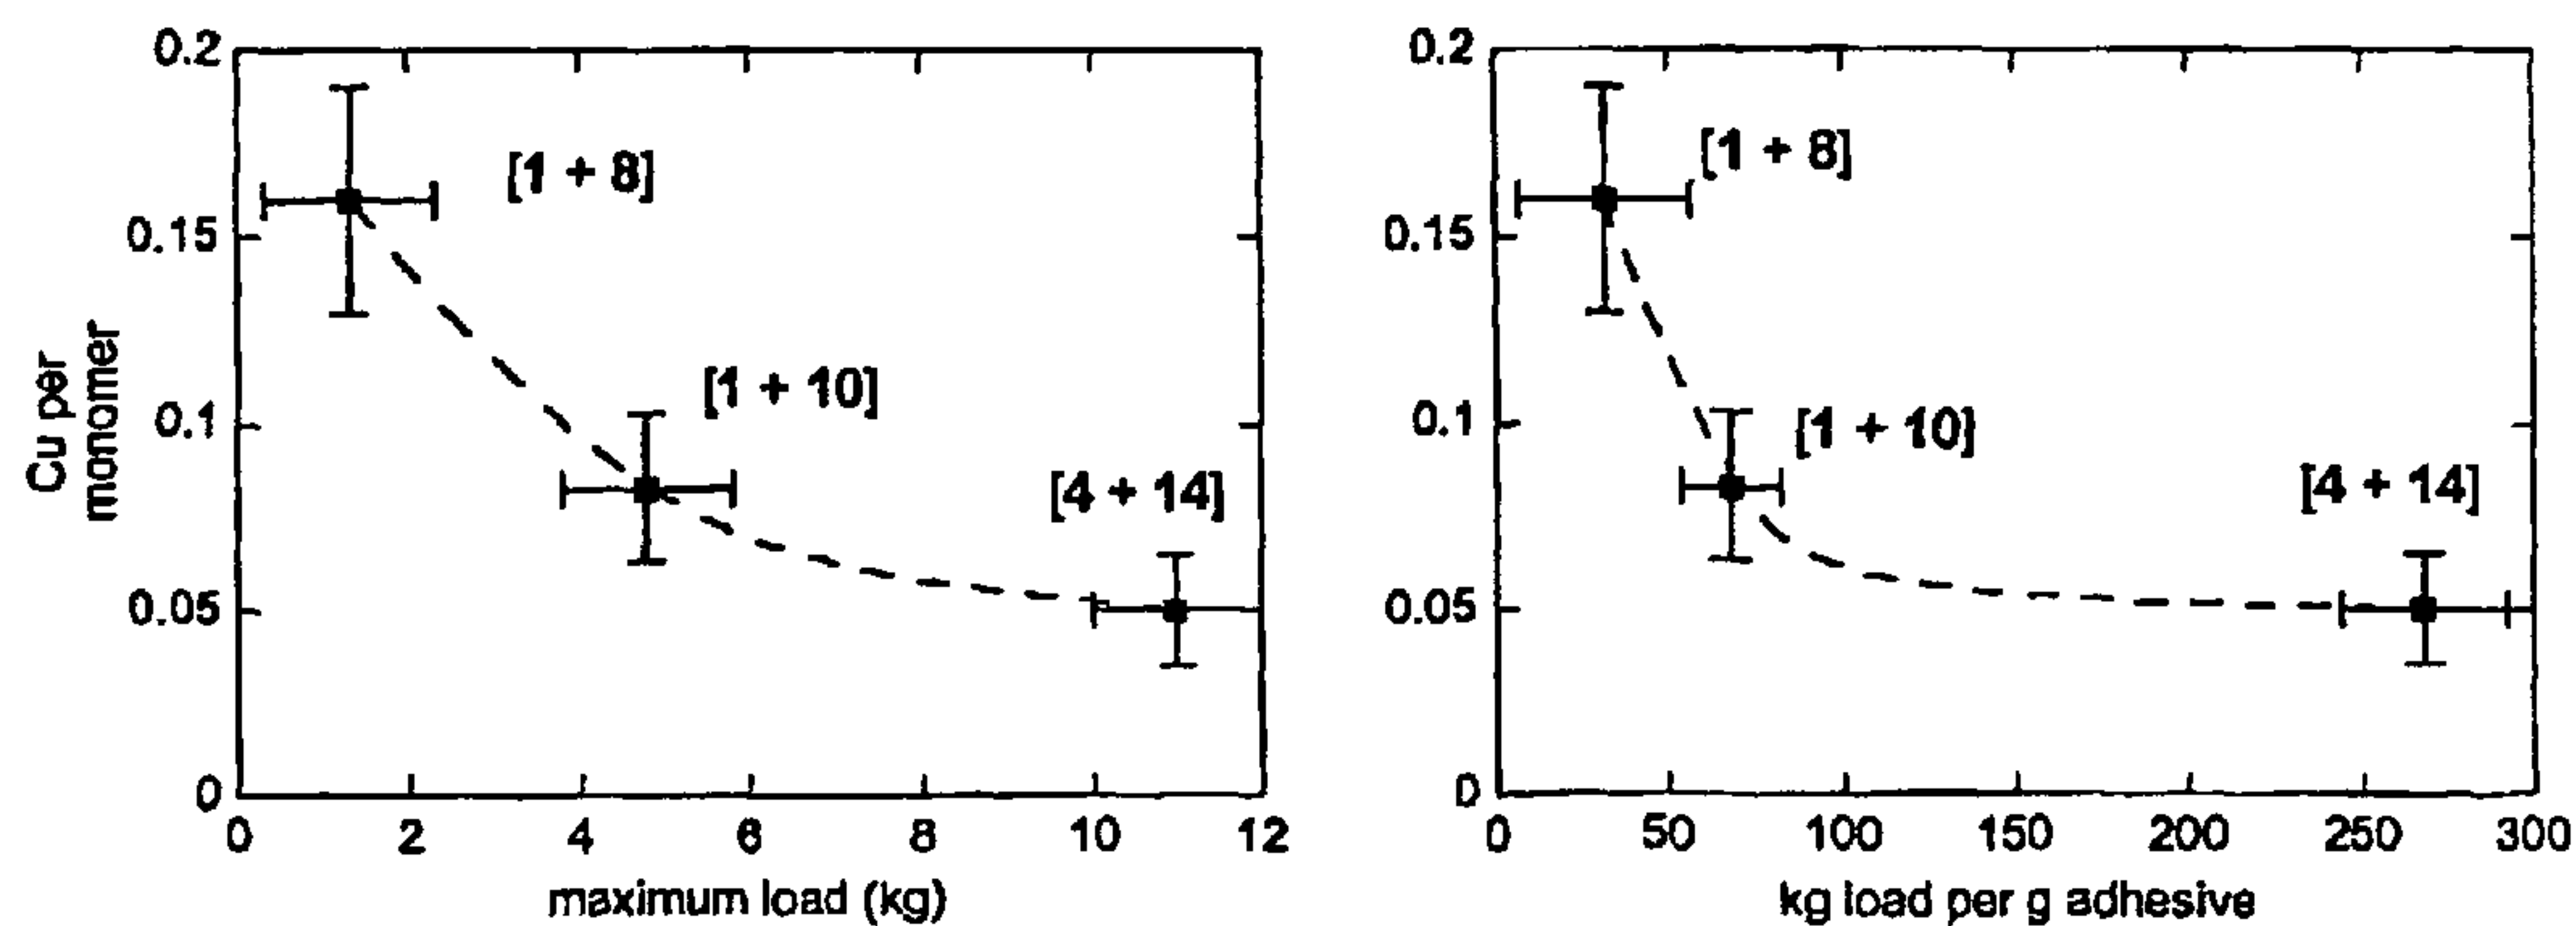 0.2
0.15
0.1
0.05
0
Cu per
monomer
[1 + 8]
[1 + 10]
[4 + 14]
0 2 4 6 8 10 12
maximum load (kg)
0.2
0.15
0.1
0.05
0
[1 + 8]
[1 + 10]
[4 + 14]
0 50 100 150 200 250 300
kg load per g adhesive